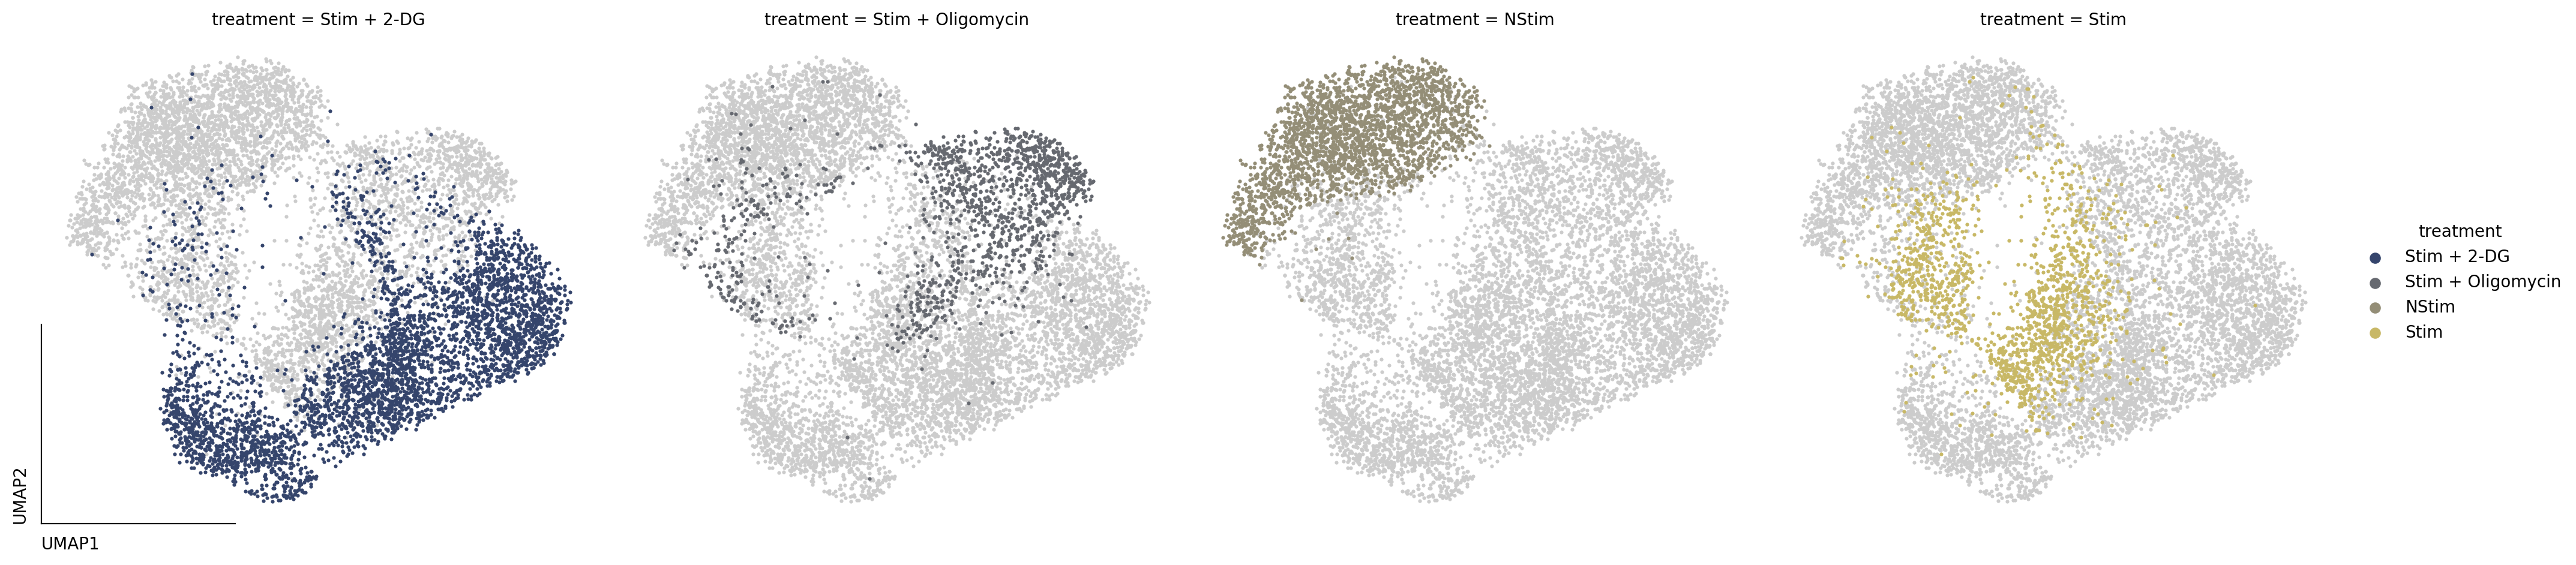 treatment = Stim + 2-DG
treatment = Stim + Oligomycin
treatment = NStim
treatment = Stim
treatment
Stim + 2-DG
Stim + Oligomycin
NStim
Stim
UMAP2
UMAP1